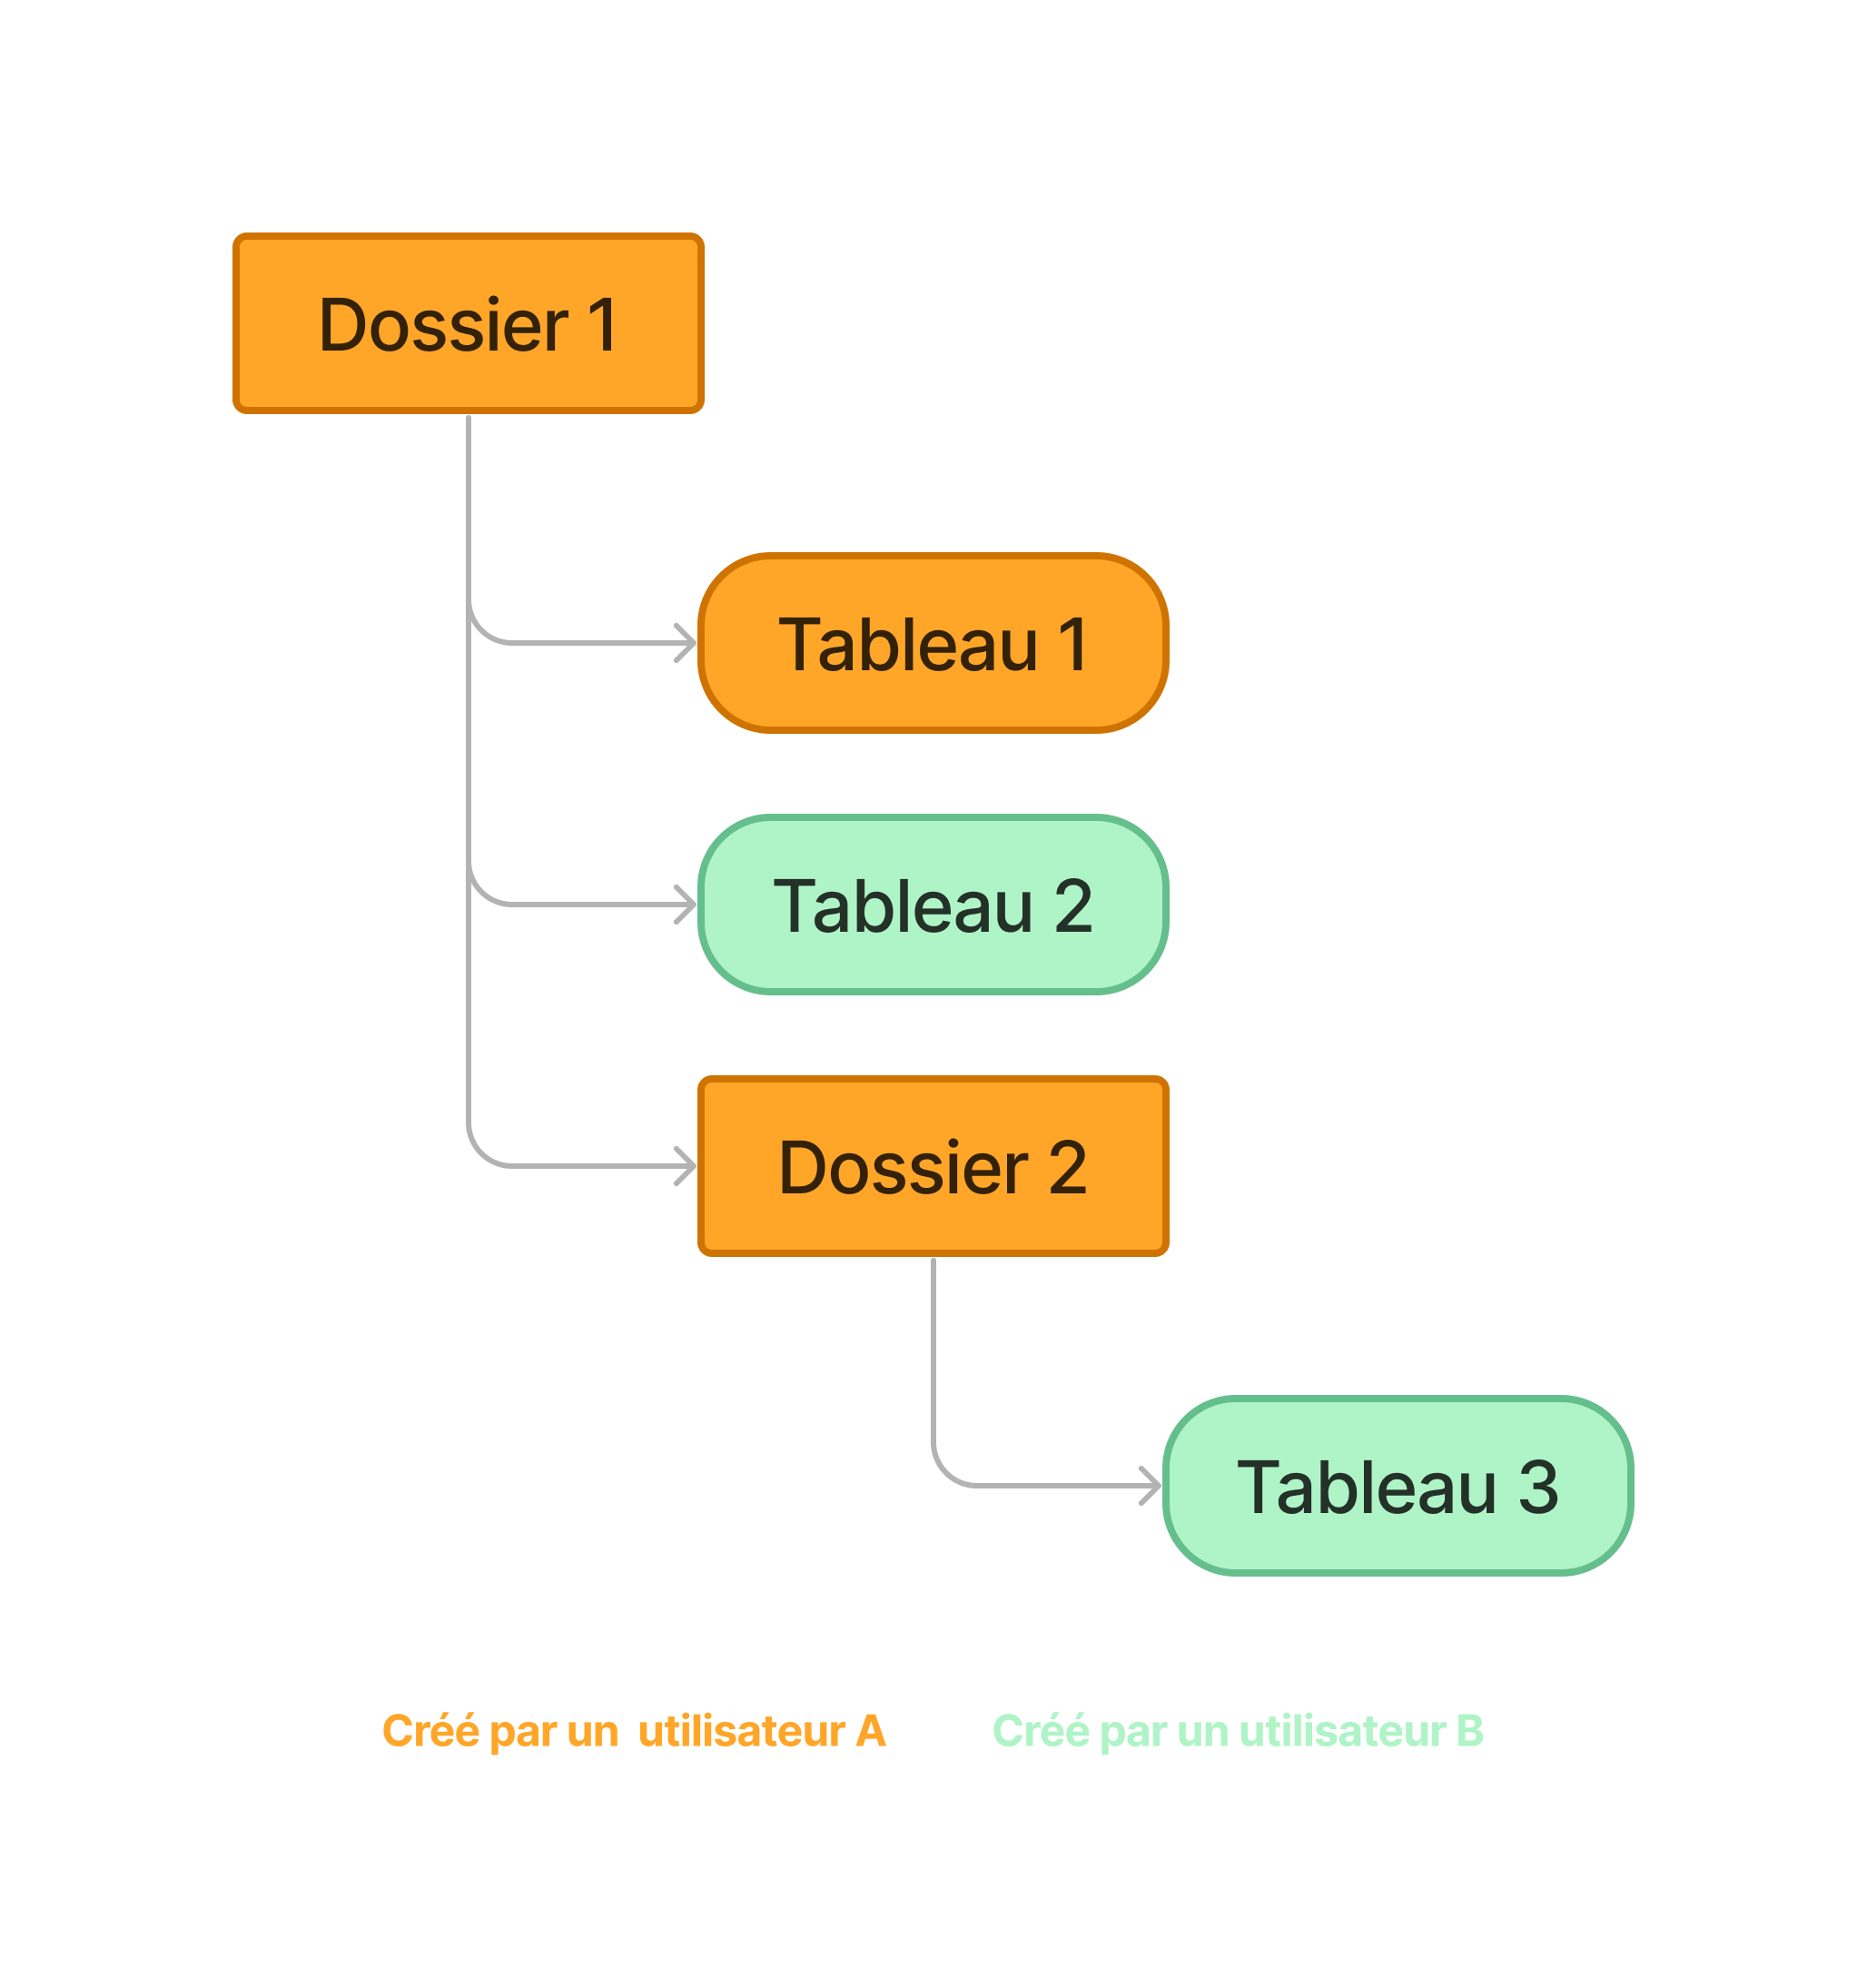 Dossier 1
Tableau 1
Tableau 2
Dossier 2
Tableau 3
Créé par un  utilisateur A
Créé par un utilisateur B